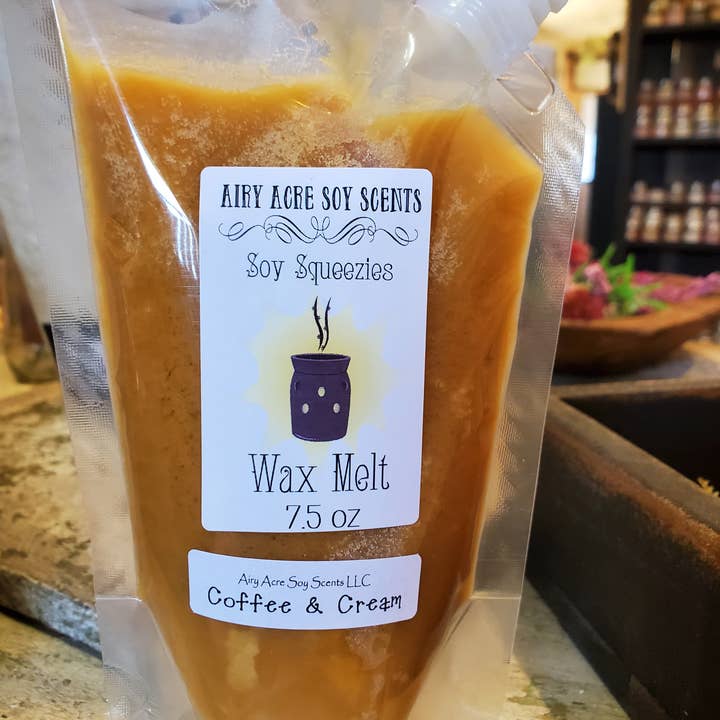 AIRY ACRE SOY SCENTS
Soy Squeezies
Wax Melt
7.5 oz
Airy Acre Soy Scents LLC
Coffee & Cream